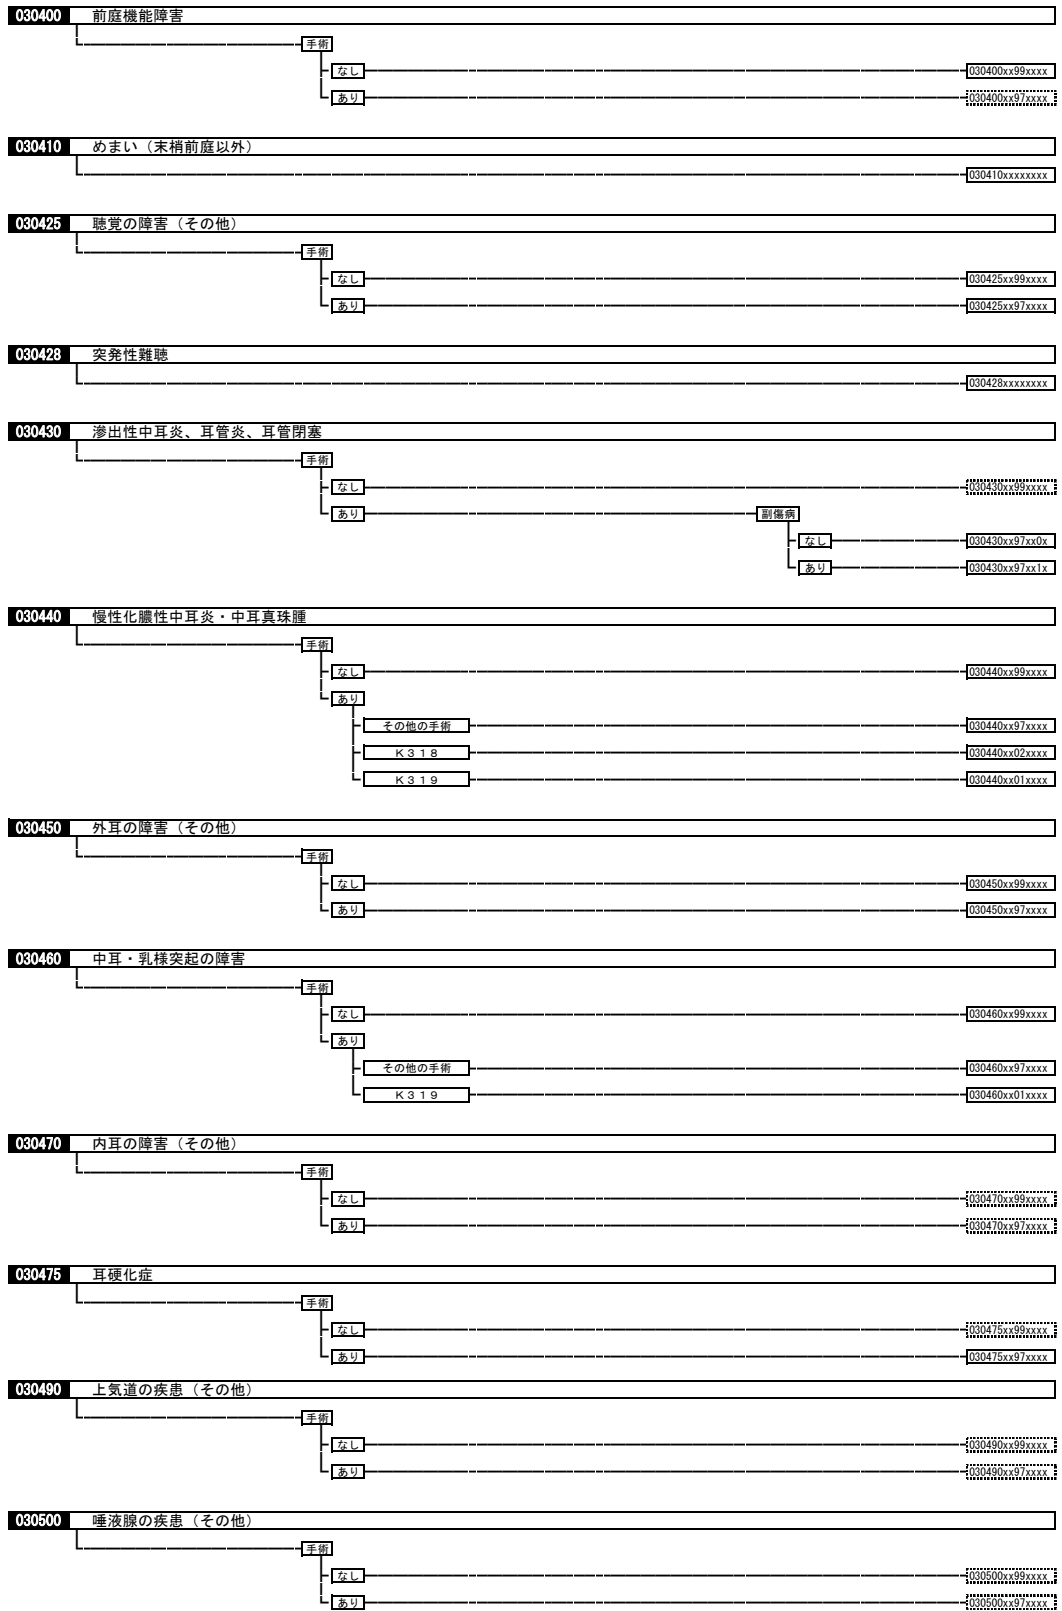 030400 前庭機能障害
手術
なし 030400xx99xxxx
あり 030400xx97xxxx
030410 めまい（末梢前庭以外）
030410xxxxxxxx
030425 聴覚の障害（その他）
手術
なし 030425xx99xxxx
あり 030425xx97xxxx
030428 突発性難聴
030428xxxxxxxx
030430 滲出性中耳炎、耳管炎、耳管閉塞
手術
なし 030430xx99xxxx
あり 副傷病
なし 030430xx97xx0x
あり 030430xx97xx1x
030440 慢性化膿性中耳炎・中耳真珠腫
手術
なし 030440xx99xxxx
あり
その他の手術 030440xx97xxxx
Ｋ３１８ 030440xx02xxxx
Ｋ３１９ 030440xx01xxxx
030450 外耳の障害（その他）
手術
なし 030450xx99xxxx
あり 030450xx97xxxx
030460 中耳・乳様突起の障害
手術
なし 030460xx99xxxx
あり
その他の手術 030460xx97xxxx
Ｋ３１９ 030460xx01xxxx
030470 内耳の障害（その他）
手術
なし 030470xx99xxxx
あり 030470xx97xxxx
030475 耳硬化症
手術
なし 030475xx99xxxx
あり 030475xx97xxxx
030490 上気道の疾患（その他）
手術
なし 030490xx99xxxx
あり 030490xx97xxxx
030500 唾液腺の疾患（その他）
手術
なし 030500xx99xxxx
あり 030500xx97xxxx